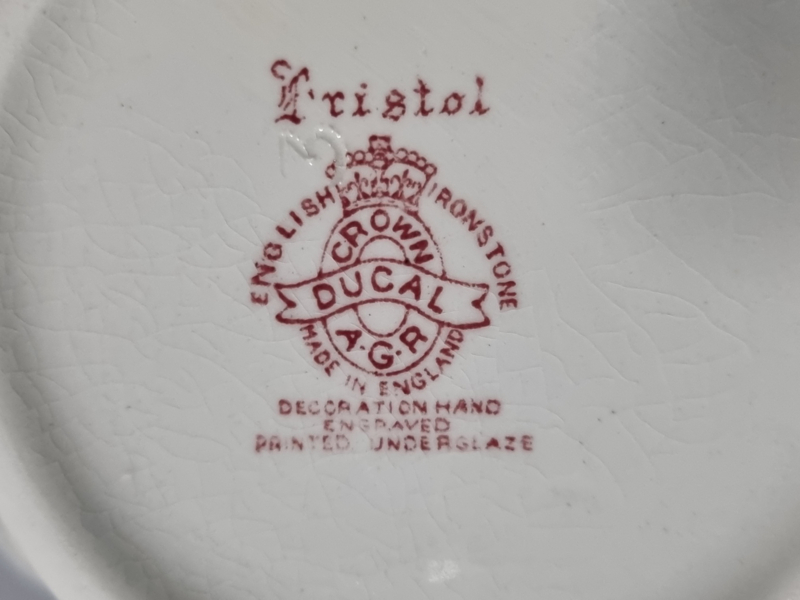 Bristol
ENGLISH IRONSTONE
CROWN
DUCAL
A.G.R
MADE IN ENGLAND
DECORATION HAND
ENGRAVED
PRINTED UNDERGLAZE